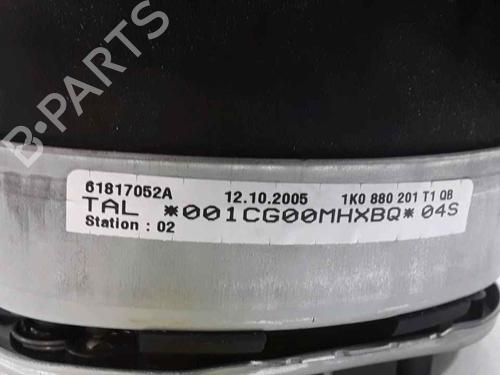 B-PARTS
61817052A 12.10.2005 1K0 880 201 T1 QB
TAL *001CG00MHXBQ* 04S
Station : 02